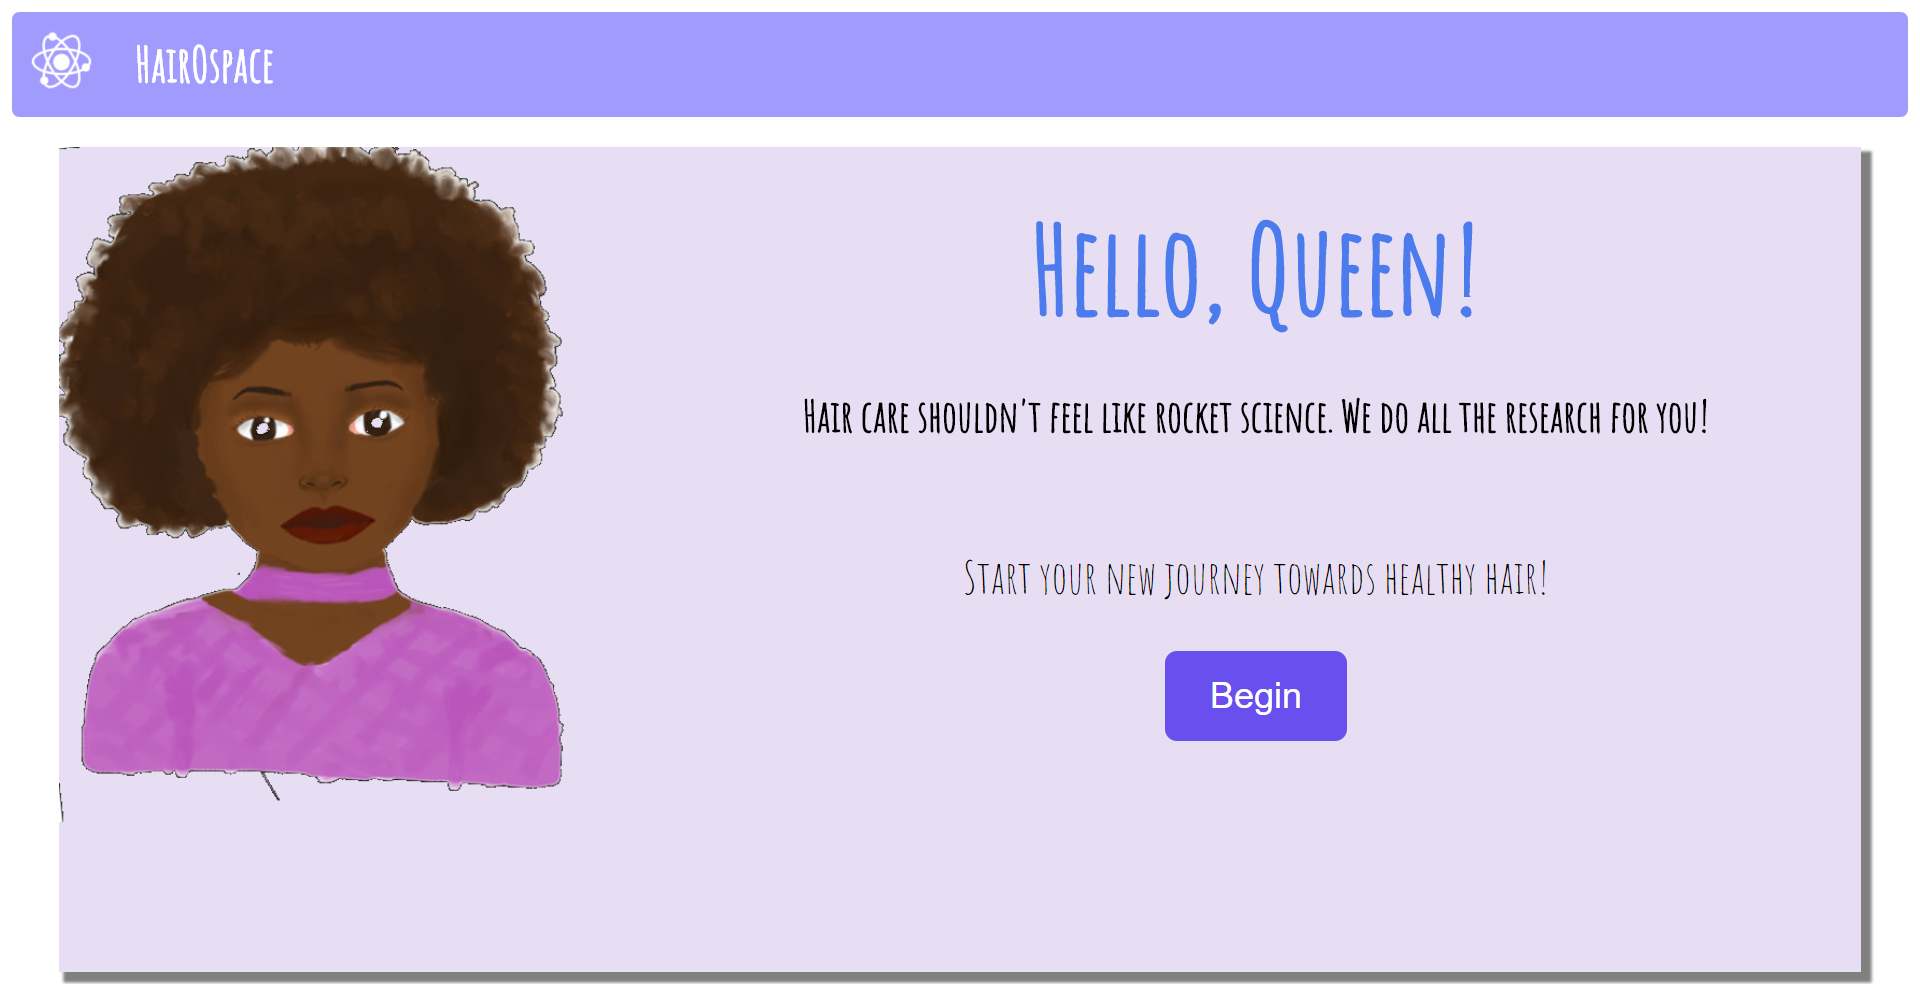 HairOspace
Hello, Queen!
Hair care shouldn't feel like rocket science. We do all the research for you!
Start your new journey towards healthy hair!
Begin